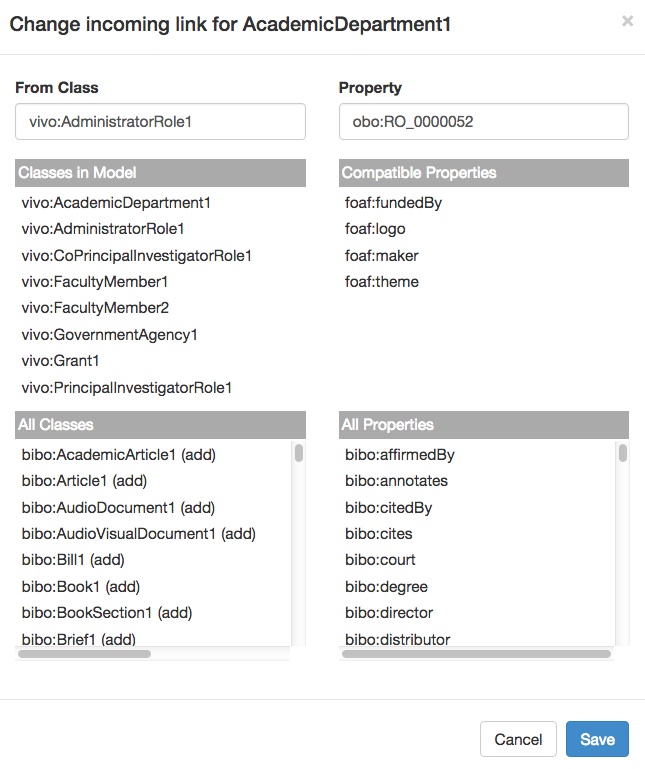 Change incoming link for AcademicDepartment1
×
From Class
vivo:AdministratorRole1
Classes in Model
vivo:AcademicDepartment1
vivo:AdministratorRole1
vivo:CoPrincipalInvestigatorRole1
vivo:FacultyMember1
vivo:FacultyMember2
vivo:GovernmentAgency1
vivo:Grant1
vivo:PrincipalInvestigatorRole1
All Classes
bibo:AcademicArticle1 (add)
bibo:Article1 (add)
bibo:AudioDocument1 (add)
bibo:AudioVisualDocument1 (add)
bibo:Bill1 (add)
bibo:Book1 (add)
bibo:BookSection1 (add)
bibo:Brief1 (add)
Property
obo:RO_0000052
Compatible Properties
foaf:fundedBy
foaf:logo
foaf:maker
foaf:theme
All Properties
bibo:affirmedBy
bibo:annotates
bibo:citedBy
bibo:cites
bibo:court
bibo:degree
bibo:director
bibo:distributor
Cancel
Save